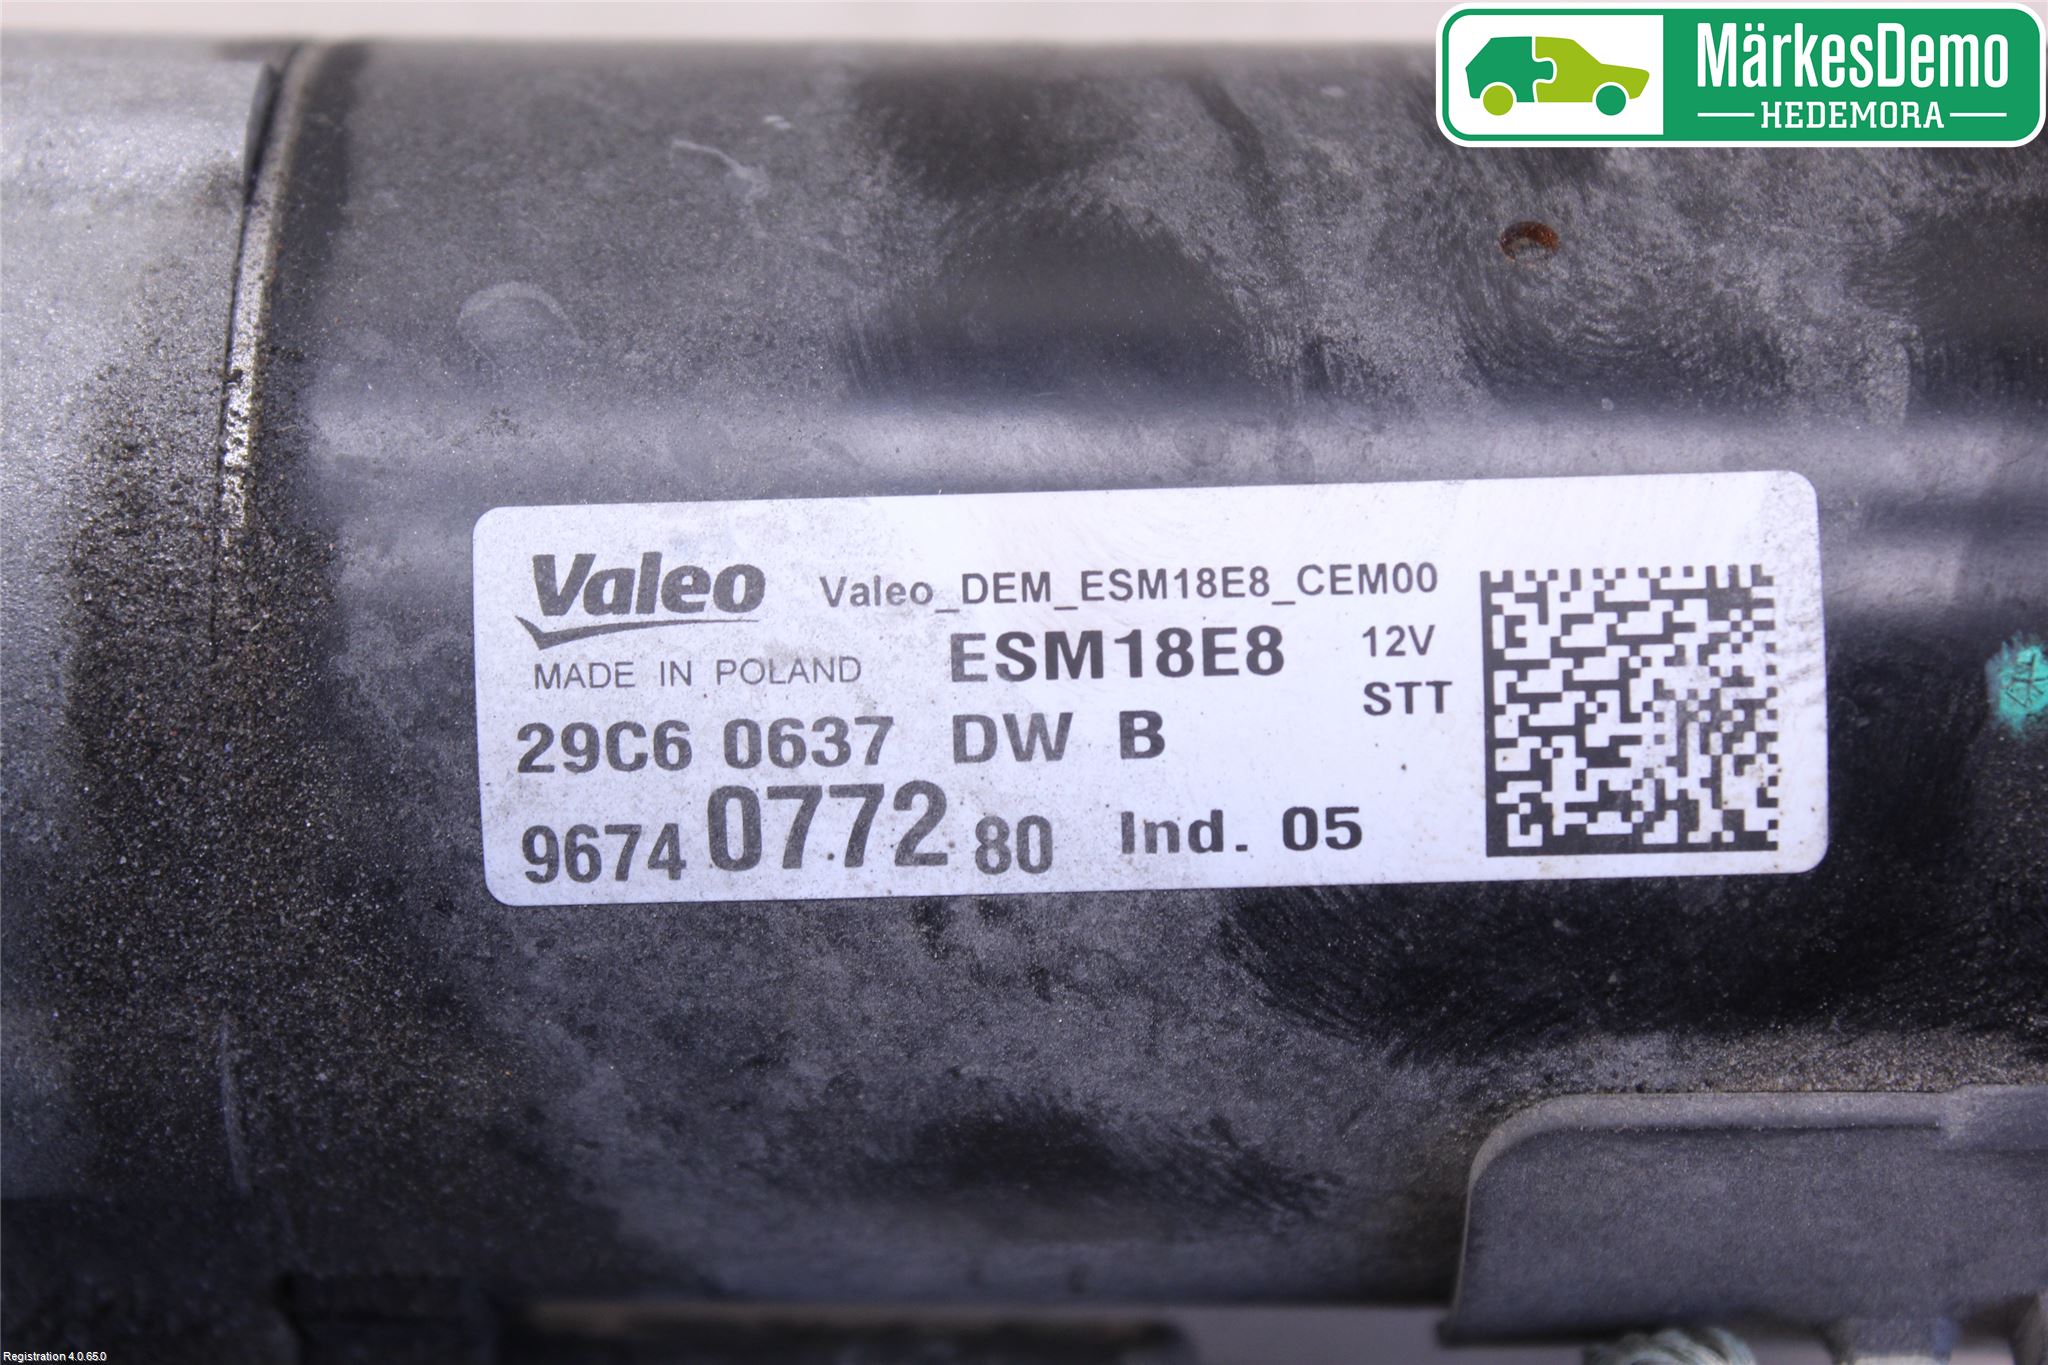 MärkesDemo
HEDEMORA
Valeo Valeo_DEM_ESM18E8_CEM00
MADE IN POLAND ESM18E8 12V
STT
29C6 0637 DW B
96740 0772 80 Ind. 05
Registration 4.0.65.0